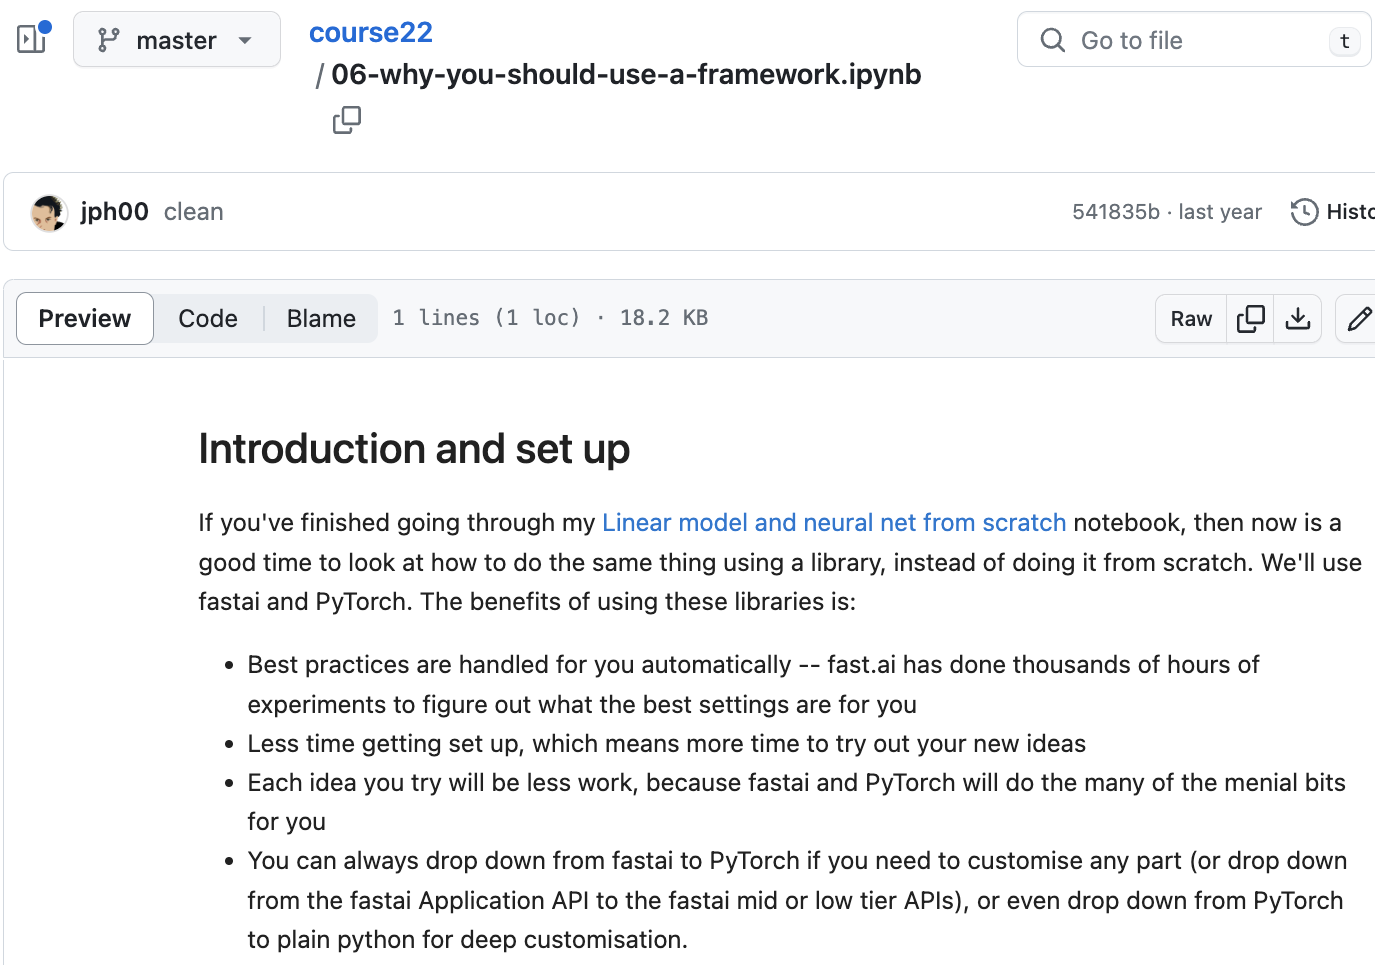 master
course22
/ 06-why-you-should-use-a-framework.ipynb
Go to file
t
jph00 clean
541835b · last year
Histo
Preview
Code
Blame
1 lines (1 loc) · 18.2 KB
Raw
Introduction and set up
If you've finished going through my Linear model and neural net from scratch notebook, then now is a
good time to look at how to do the same thing using a library, instead of doing it from scratch. We'll use
fastai and PyTorch. The benefits of using these libraries is:
• Best practices are handled for you automatically -- fast.ai has done thousands of hours of
experiments to figure out what the best settings are for you
• Less time getting set up, which means more time to try out your new ideas
• Each idea you try will be less work, because fastai and PyTorch will do the many of the menial bits
for you
• You can always drop down from fastai to PyTorch if you need to customise any part (or drop down
from the fastai Application API to the fastai mid or low tier APIs), or even drop down from PyTorch
to plain python for deep customisation.